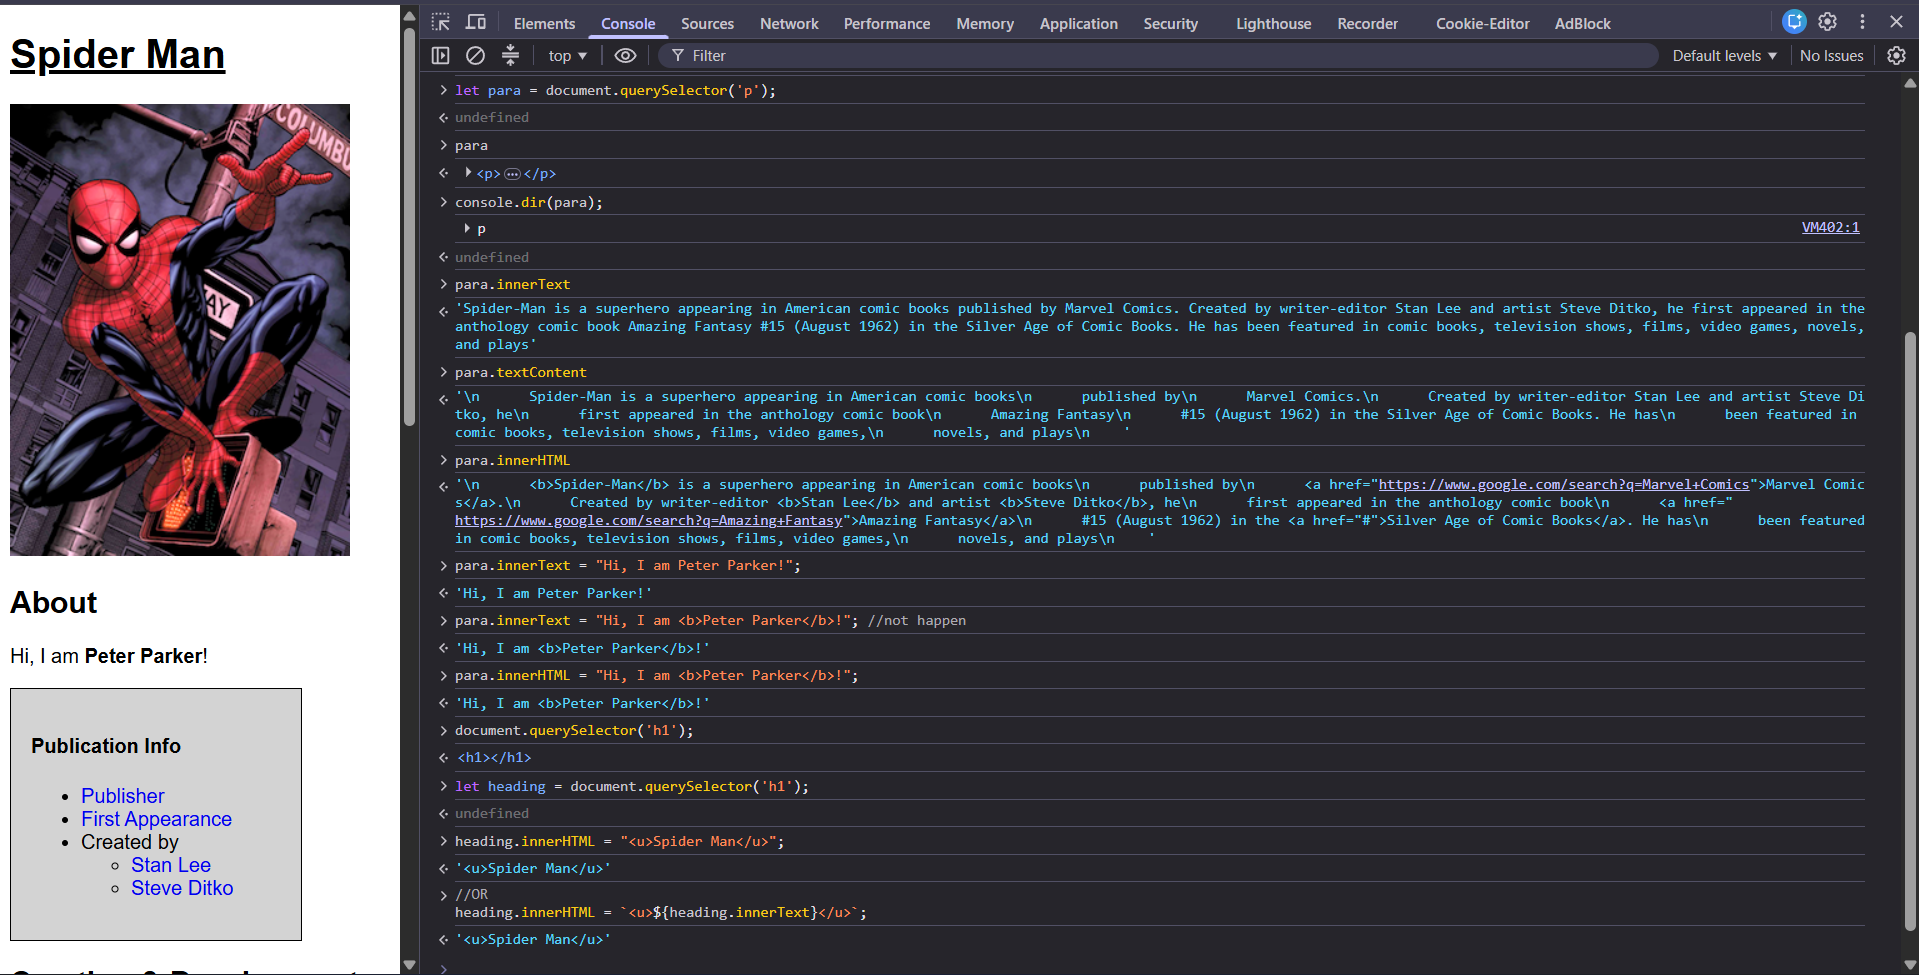 Spider Man
COLUMBU
WAY
About
Hi, I am Peter Parker!
Publication Info
Publisher
First Appearance
Created by
Stan Lee
Steve Ditko
Elements Console Sources Network Performance Memory Application Security Lighthouse Recorder Cookie-Editor AdBlock
top Filter Default levels No Issues
let para = document.querySelector('p');
undefined
para
<p>…</p>
console.dir(para);
p VM402:1
undefined
para.innerText
'Spider-Man is a superhero appearing in American comic books published by Marvel Comics. Created by writer-editor Stan Lee and artist Steve Ditko, he first appeared in the
anthology comic book Amazing Fantasy #15 (August 1962) in the Silver Age of Comic Books. He has been featured in comic books, television shows, films, video games, novels,
and plays'
para.textContent
'\n      Spider-Man is a superhero appearing in American comic books\n      published by\n      Marvel Comics.\n      Created by writer-editor Stan Lee and artist Steve Di
tko, he\n      first appeared in the anthology comic book\n      Amazing Fantasy\n      #15 (August 1962) in the Silver Age of Comic Books. He has\n      been featured in
comic books, television shows, films, video games,\n      novels, and plays\n    '
para.innerHTML
'\n      <b>Spider-Man</b> is a superhero appearing in American comic books\n      published by\n      <a href="https://www.google.com/search?q=Marvel+Comics">Marvel Comic
s</a>.\n      Created by writer-editor <b>Stan Lee</b> and artist <b>Steve Ditko</b>, he\n      first appeared in the anthology comic book\n      <a href="
https://www.google.com/search?q=Amazing+Fantasy">Amazing Fantasy</a>\n      #15 (August 1962) in the <a href="#">Silver Age of Comic Books</a>. He has\n      been featured
in comic books, television shows, films, video games,\n      novels, and plays\n    '
para.innerText = "Hi, I am Peter Parker!";
'Hi, I am Peter Parker!'
para.innerText = "Hi, I am <b>Peter Parker</b>!"; //not happen
'Hi, I am <b>Peter Parker</b>!'
para.innerHTML = "Hi, I am <b>Peter Parker</b>!";
'Hi, I am <b>Peter Parker</b>!'
document.querySelector('h1');
<h1></h1>
let heading = document.querySelector('h1');
undefined
heading.innerHTML = "<u>Spider Man</u>";
'<u>Spider Man</u>'
//OR
heading.innerHTML = `<u>${heading.innerText}</u>`;
'<u>Spider Man</u>'